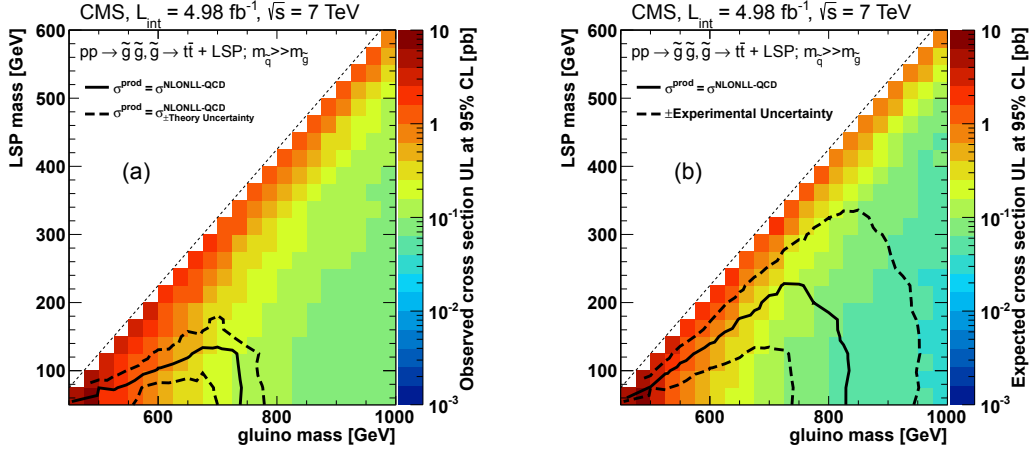 CMS, L_int = 4.98 fb⁻¹, √s = 7 TeV
LSP mass [GeV]
600
500
400
300
200
100
pp → g̃ g̃, g̃ → tt̄ + LSP; m_q̃>>m_g̃
σ^prod = σ^NLONLL-QCD
σ^prod = σ^NLONLL-QCD_±Theory Uncertainty
(a)
600 800 1000
gluino mass [GeV]
10
1
10⁻¹
10⁻²
10⁻³
Observed cross section UL at 95% CL [pb]
CMS, L_int = 4.98 fb⁻¹, √s = 7 TeV
LSP mass [GeV]
600
500
400
300
200
100
pp → g̃ g̃, g̃ → tt̄ + LSP; m_q̃>>m_g̃
σ^prod = σ^NLONLL-QCD
±Experimental Uncertainty
(b)
600 800 1000
gluino mass [GeV]
10
1
10⁻¹
10⁻²
10⁻³
Expected cross section UL at 95% CL [pb]